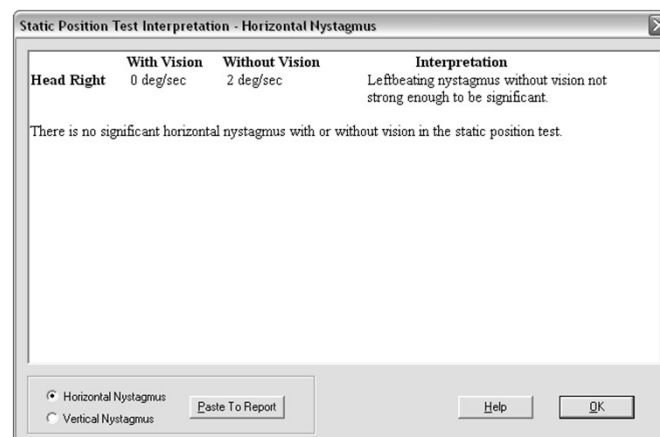 Static Position Test Interpretation - Horizontal Nystagmus
With Vision Without Vision Interpretation
Head Right 0 deg/sec 2 deg/sec Leftbeating nystagmus without vision not
strong enough to be significant.
There is no significant horizontal nystagmus with or without vision in the static position test.
Horizontal Nystagmus
Vertical Nystagmus
Paste To Report
Help
OK